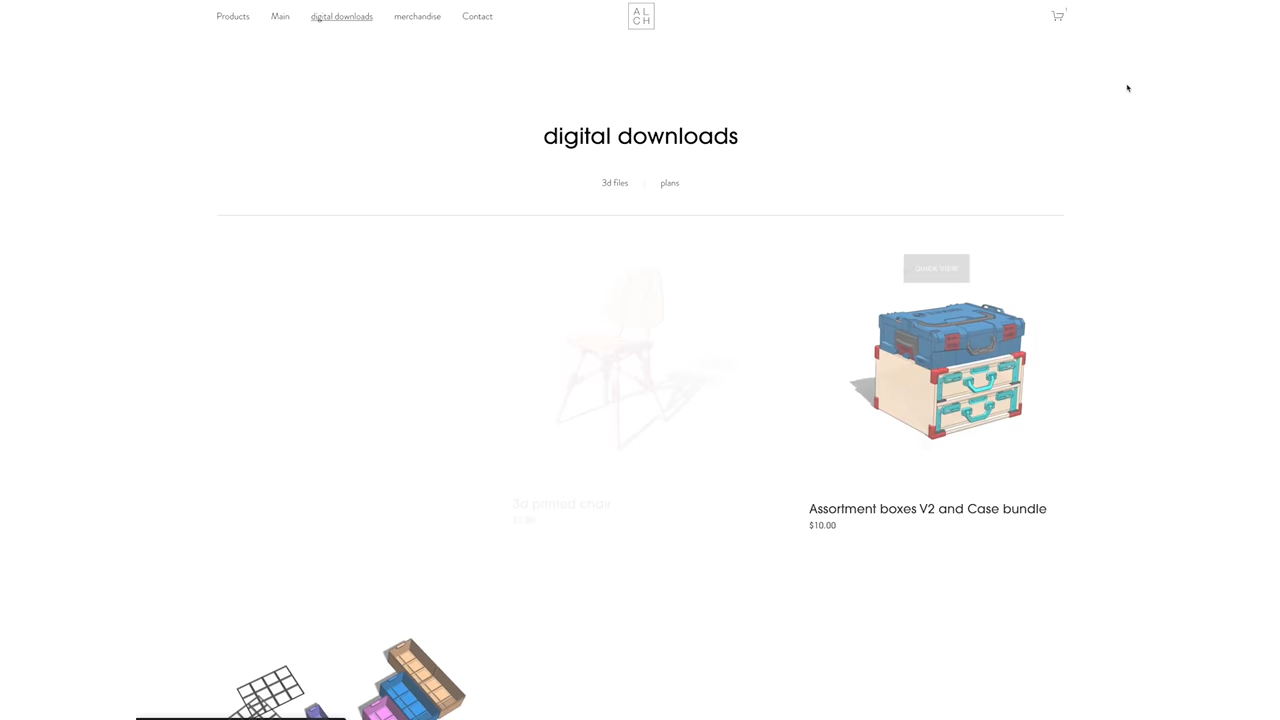 Products Main digital downloads merchandise Contact
AL
CH
1
digital downloads
3d files plans
QUICK VIEW
3d printed chair
Assortment boxes V2 and Case bundle
$10.00